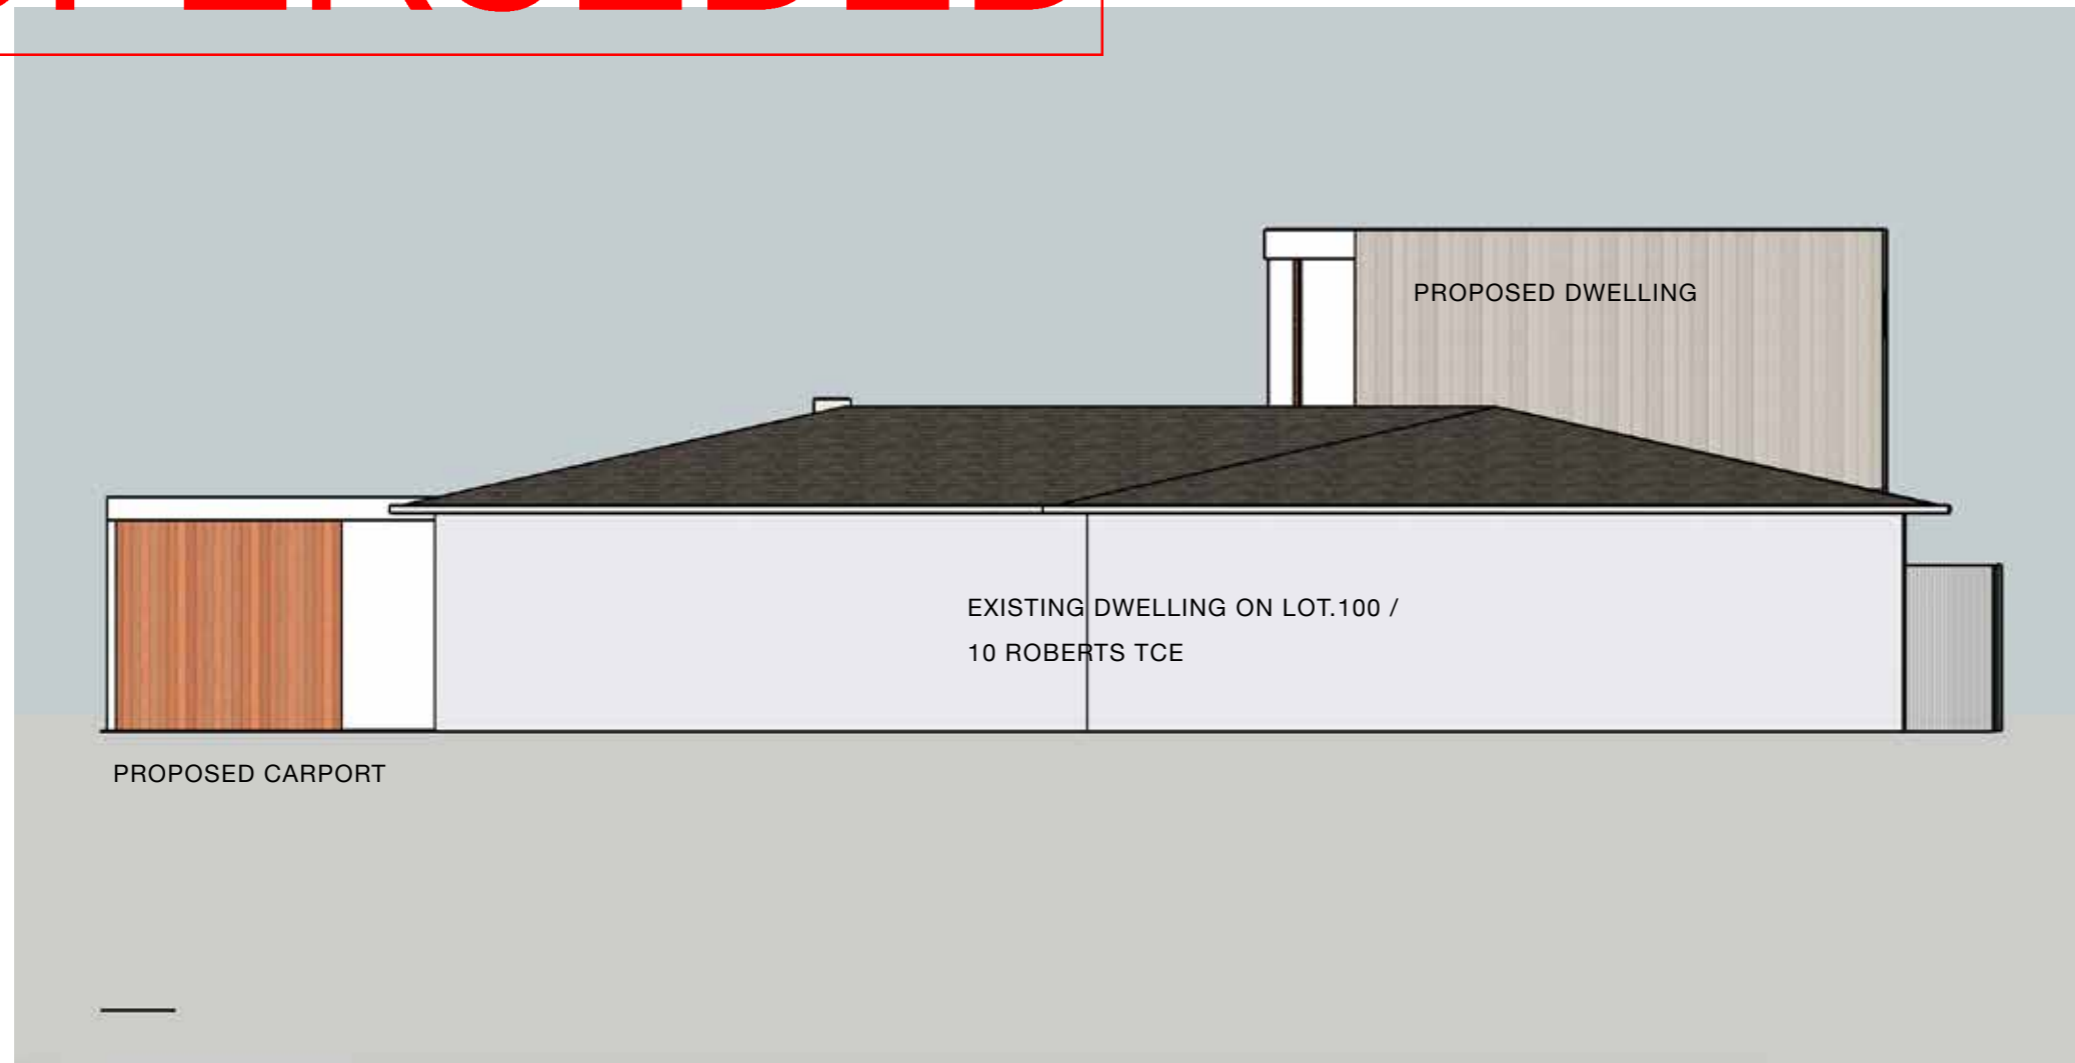 PROPOSED DWELLING
EXISTING DWELLING ON LOT.100 /
10 ROBERTS TCE
PROPOSED CARPORT